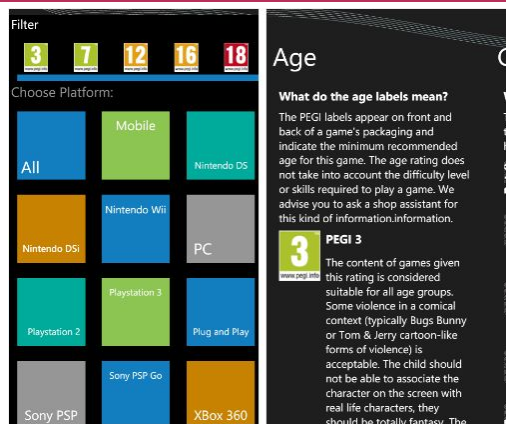 Filter
3 7 12 16 18
www.pegi.info
Choose Platform:
All
Mobile
Nintendo DS
Nintendo DSi
Nintendo Wii
PC
Playstation 2
Playstation 3
Plug and Play
Sony PSP
Sony PSP Go
XBox 360
Age
What do the age labels mean?
The PEGI labels appear on front and
back of a game's packaging and
indicate the minimum recommended
age for this game. The age rating does
not take into account the difficulty level
or skills required to play a game. We
advise you to ask a shop assistant for
this kind of information.information.
3
www.pegi.info
PEGI 3
The content of games given
this rating is considered
suitable for all age groups.
Some violence in a comical
context (typically Bugs Bunny
or Tom & Jerry cartoon-like
forms of violence) is
acceptable. The child should
not be able to associate the
character on the screen with
real life characters, they
should be totally fantasy. The